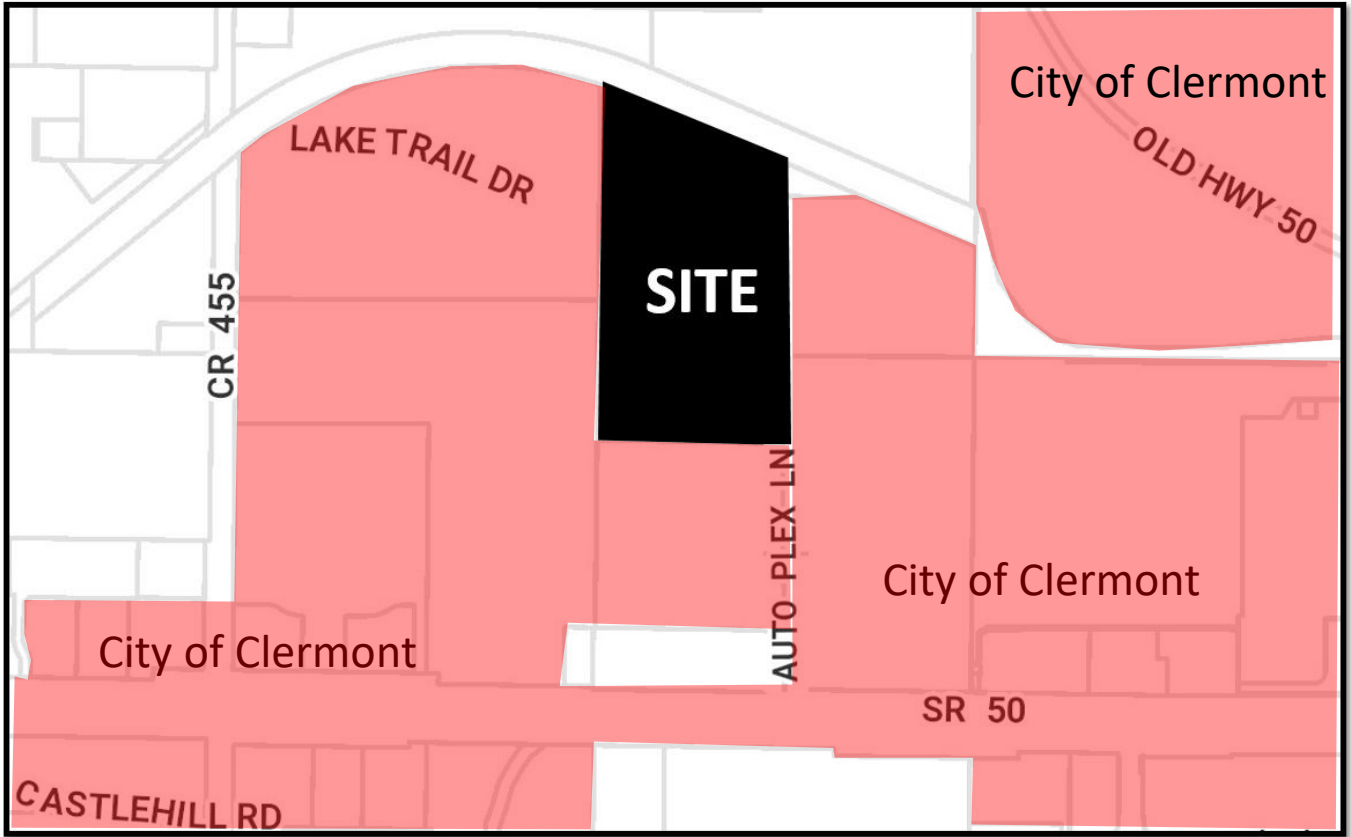 City of Clermont
OLD HWY 50
LAKE TRAIL DR
SITE
CR 455
AUTO PLEX LN
City of Clermont
City of Clermont
SR 50
CASTLEHILL RD